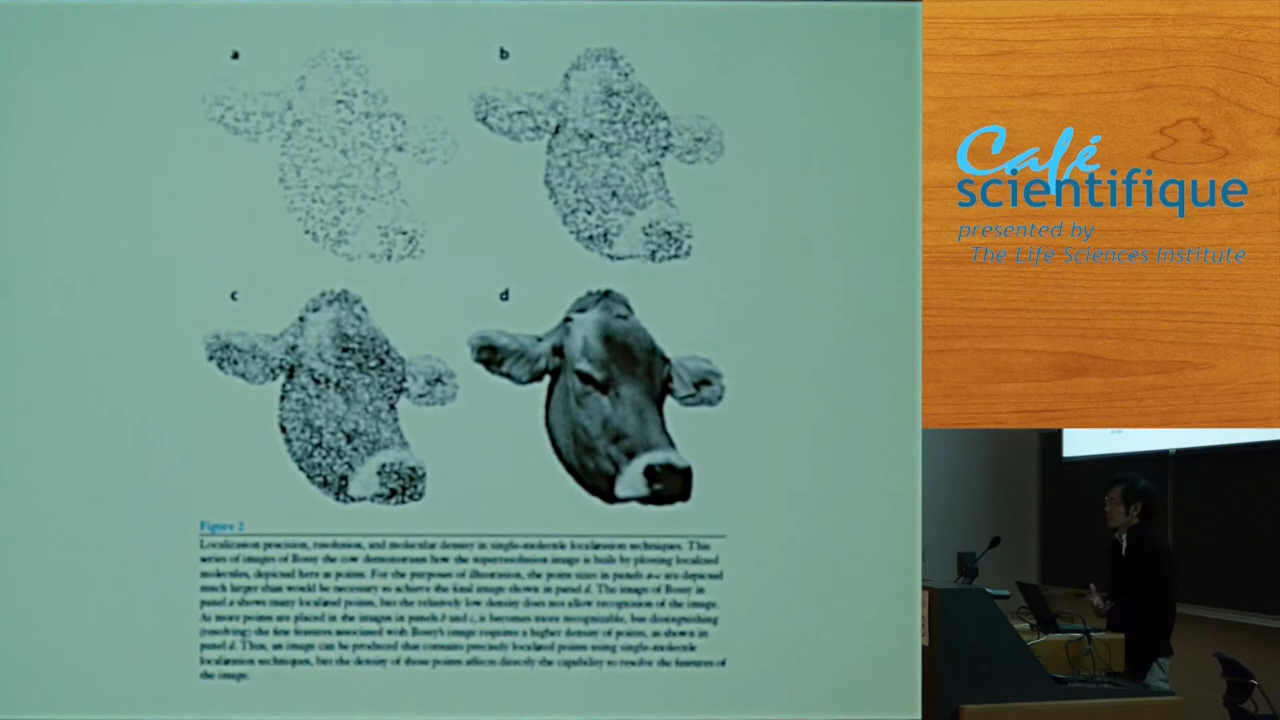 a
b
c
d
Figure 2
Localization precision, resolution, and molecular density in single-molecule localization techniques. This
series of images of Bossy the cow demonstrates how the superresolution image is built by plotting localized
molecules, depicted here as points. For the purposes of illustration, the point sizes in panels a–c are depicted
much larger than would be necessary to achieve the final image shown in panel d. The image of Bossy in
panel a shows many localized points, but the relatively low density does not allow recognition of the image.
As more points are placed in the images in panels b and c, it becomes more recognizable, but distinguishing
(resolving) the fine features associated with Bossy's image requires a higher density of points, as shown in
panel d. Thus, an image can be produced that contains precisely localized points using single-molecule
localization techniques, but the density of those points affects directly the capability to resolve the features of
the image.
Café
scientifique
presented by
The Life Sciences Institute